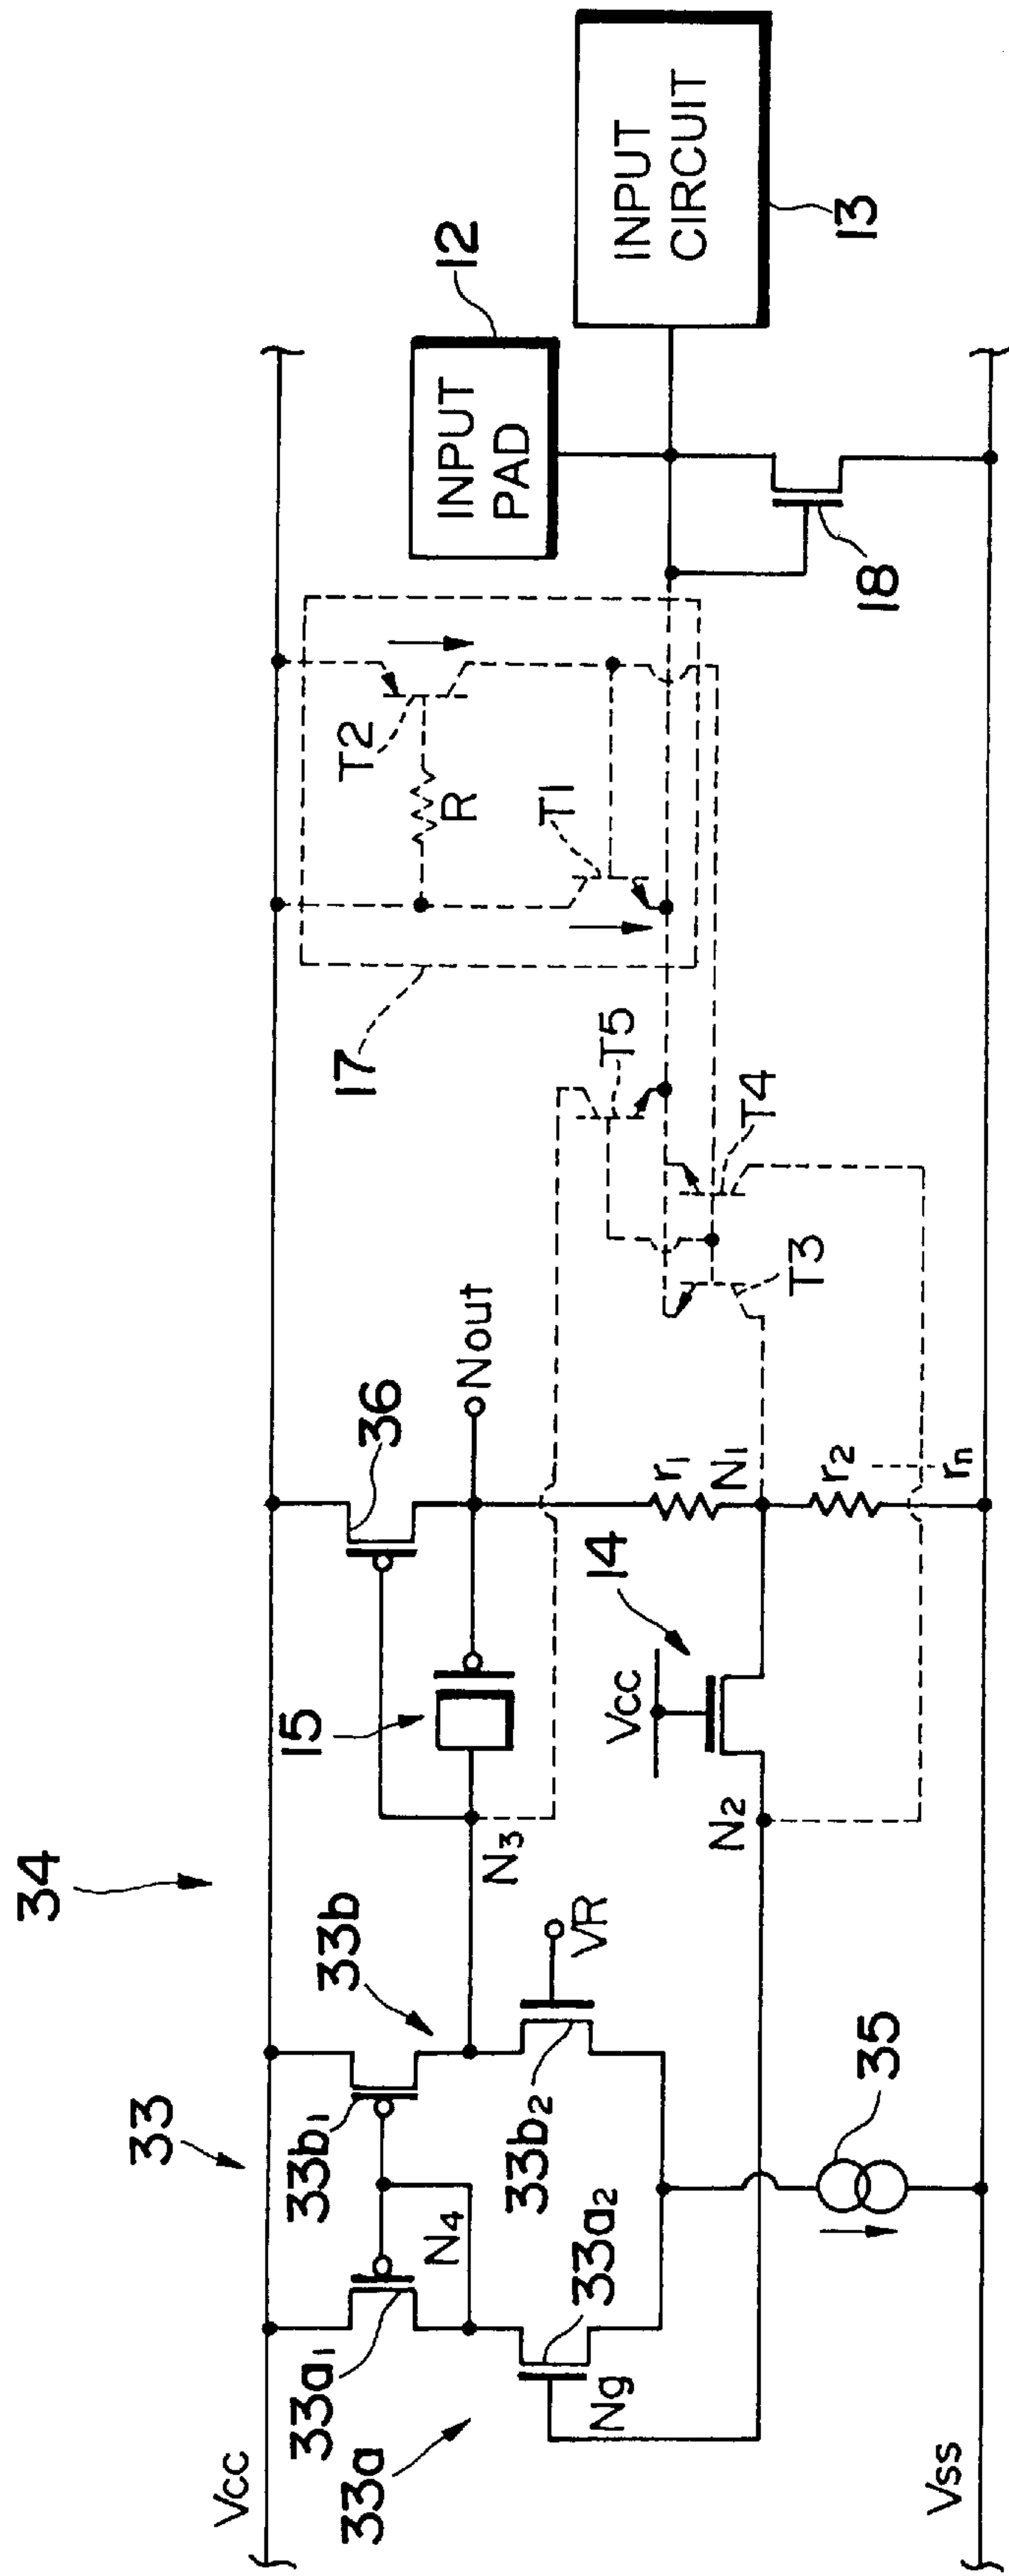 34
33
Vcc
33a₁
33b₁
33b
33a
N₄
Ng
33a₂
33b₂
VR
35
Vss
N₃
15
36
Nout
N₂
Vcc
14
r₁
N₁
r₂
rn
T3
T4
T5
17
T1
R
T2
INPUT
PAD
12
18
INPUT
CIRCUIT
13